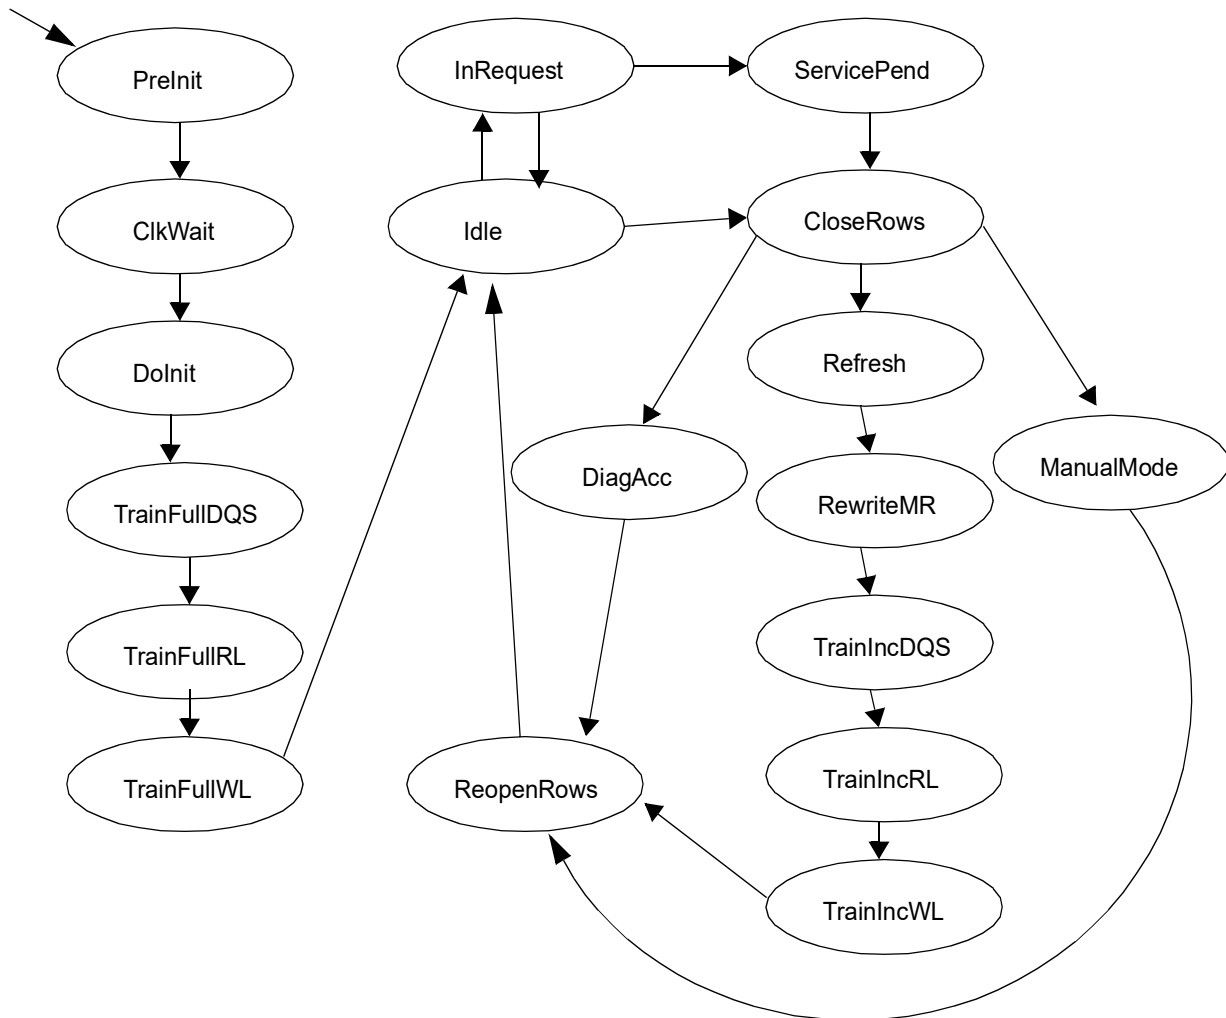 PreInit
InRequest
ServicePend
ClkWait
Idle
CloseRows
DoInit
Refresh
DiagAcc
ManualMode
TrainFullDQS
RewriteMR
TrainFullRL
TrainIncDQS
TrainFullWL
ReopenRows
TrainIncRL
TrainIncWL